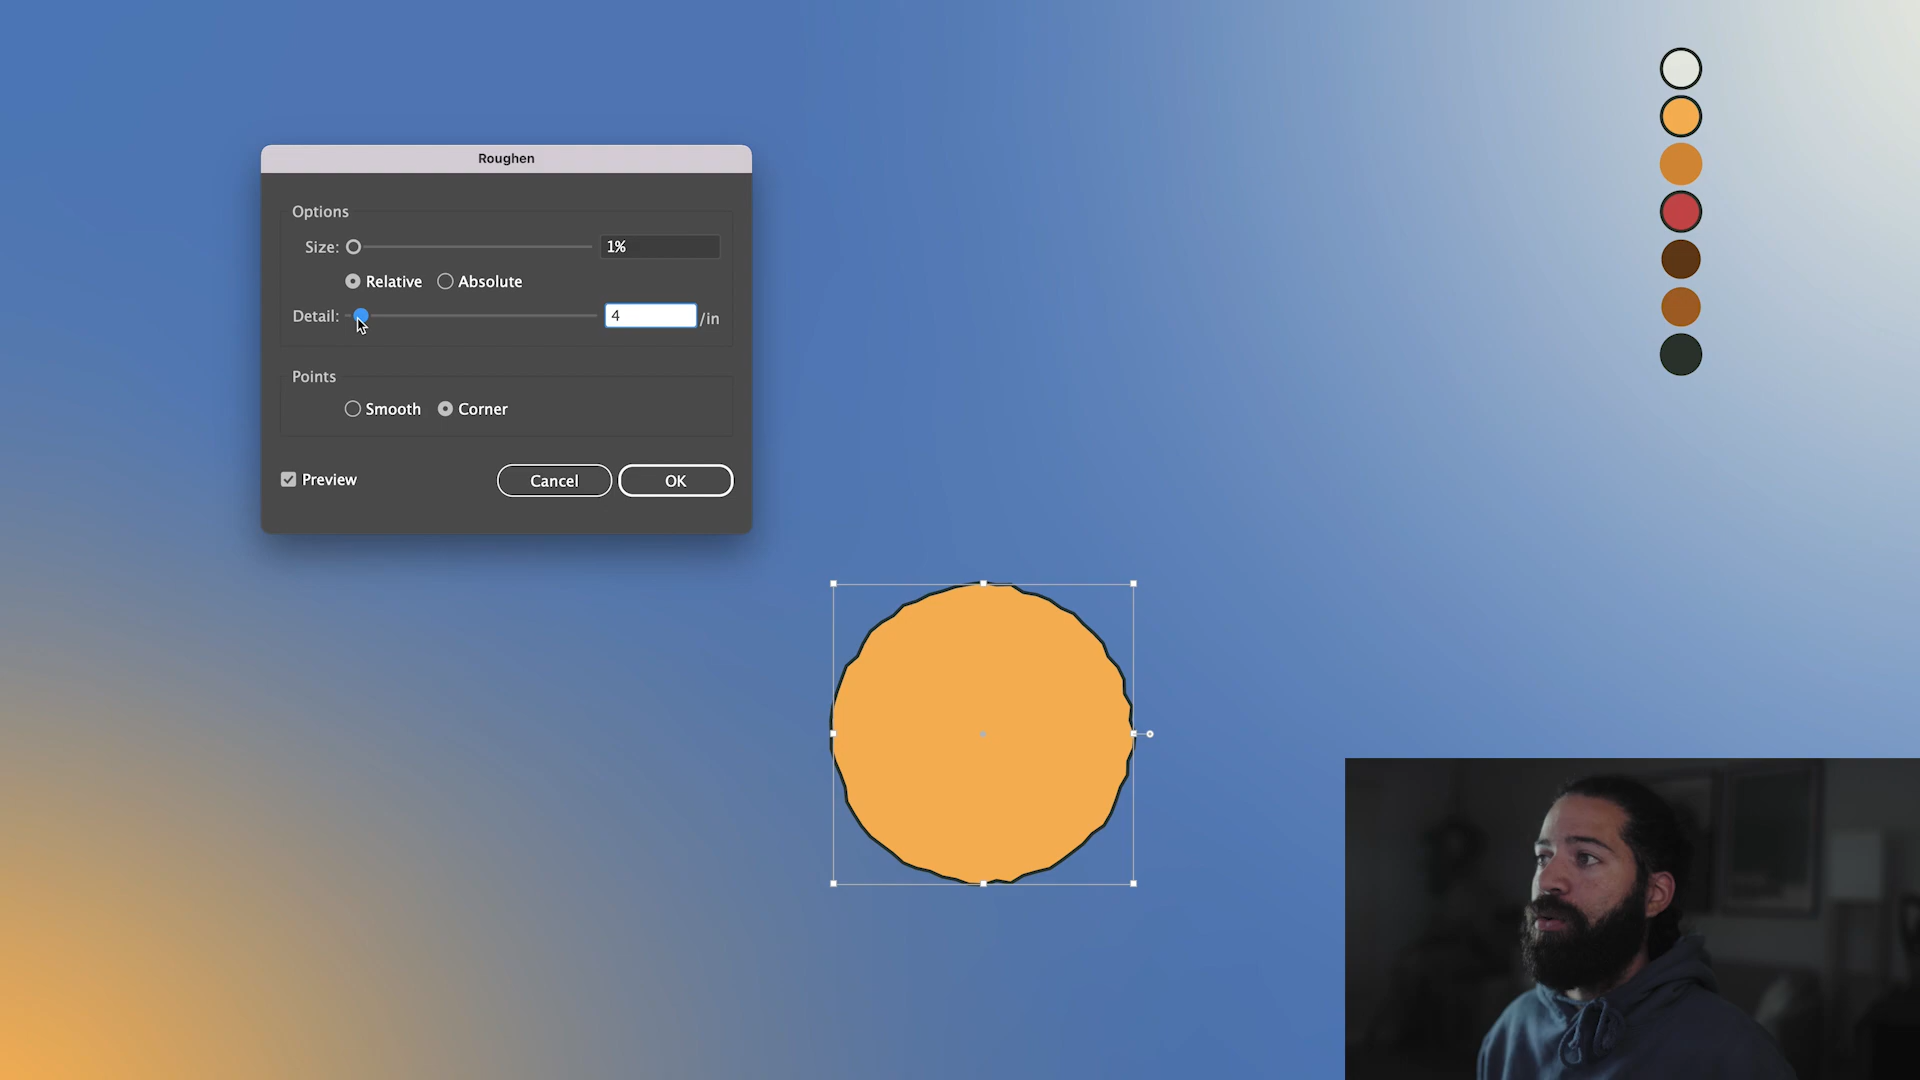 Roughen
Options
Size: 1%
Relative Absolute
Detail: 4 /in
Points
Smooth Corner
Preview Cancel OK